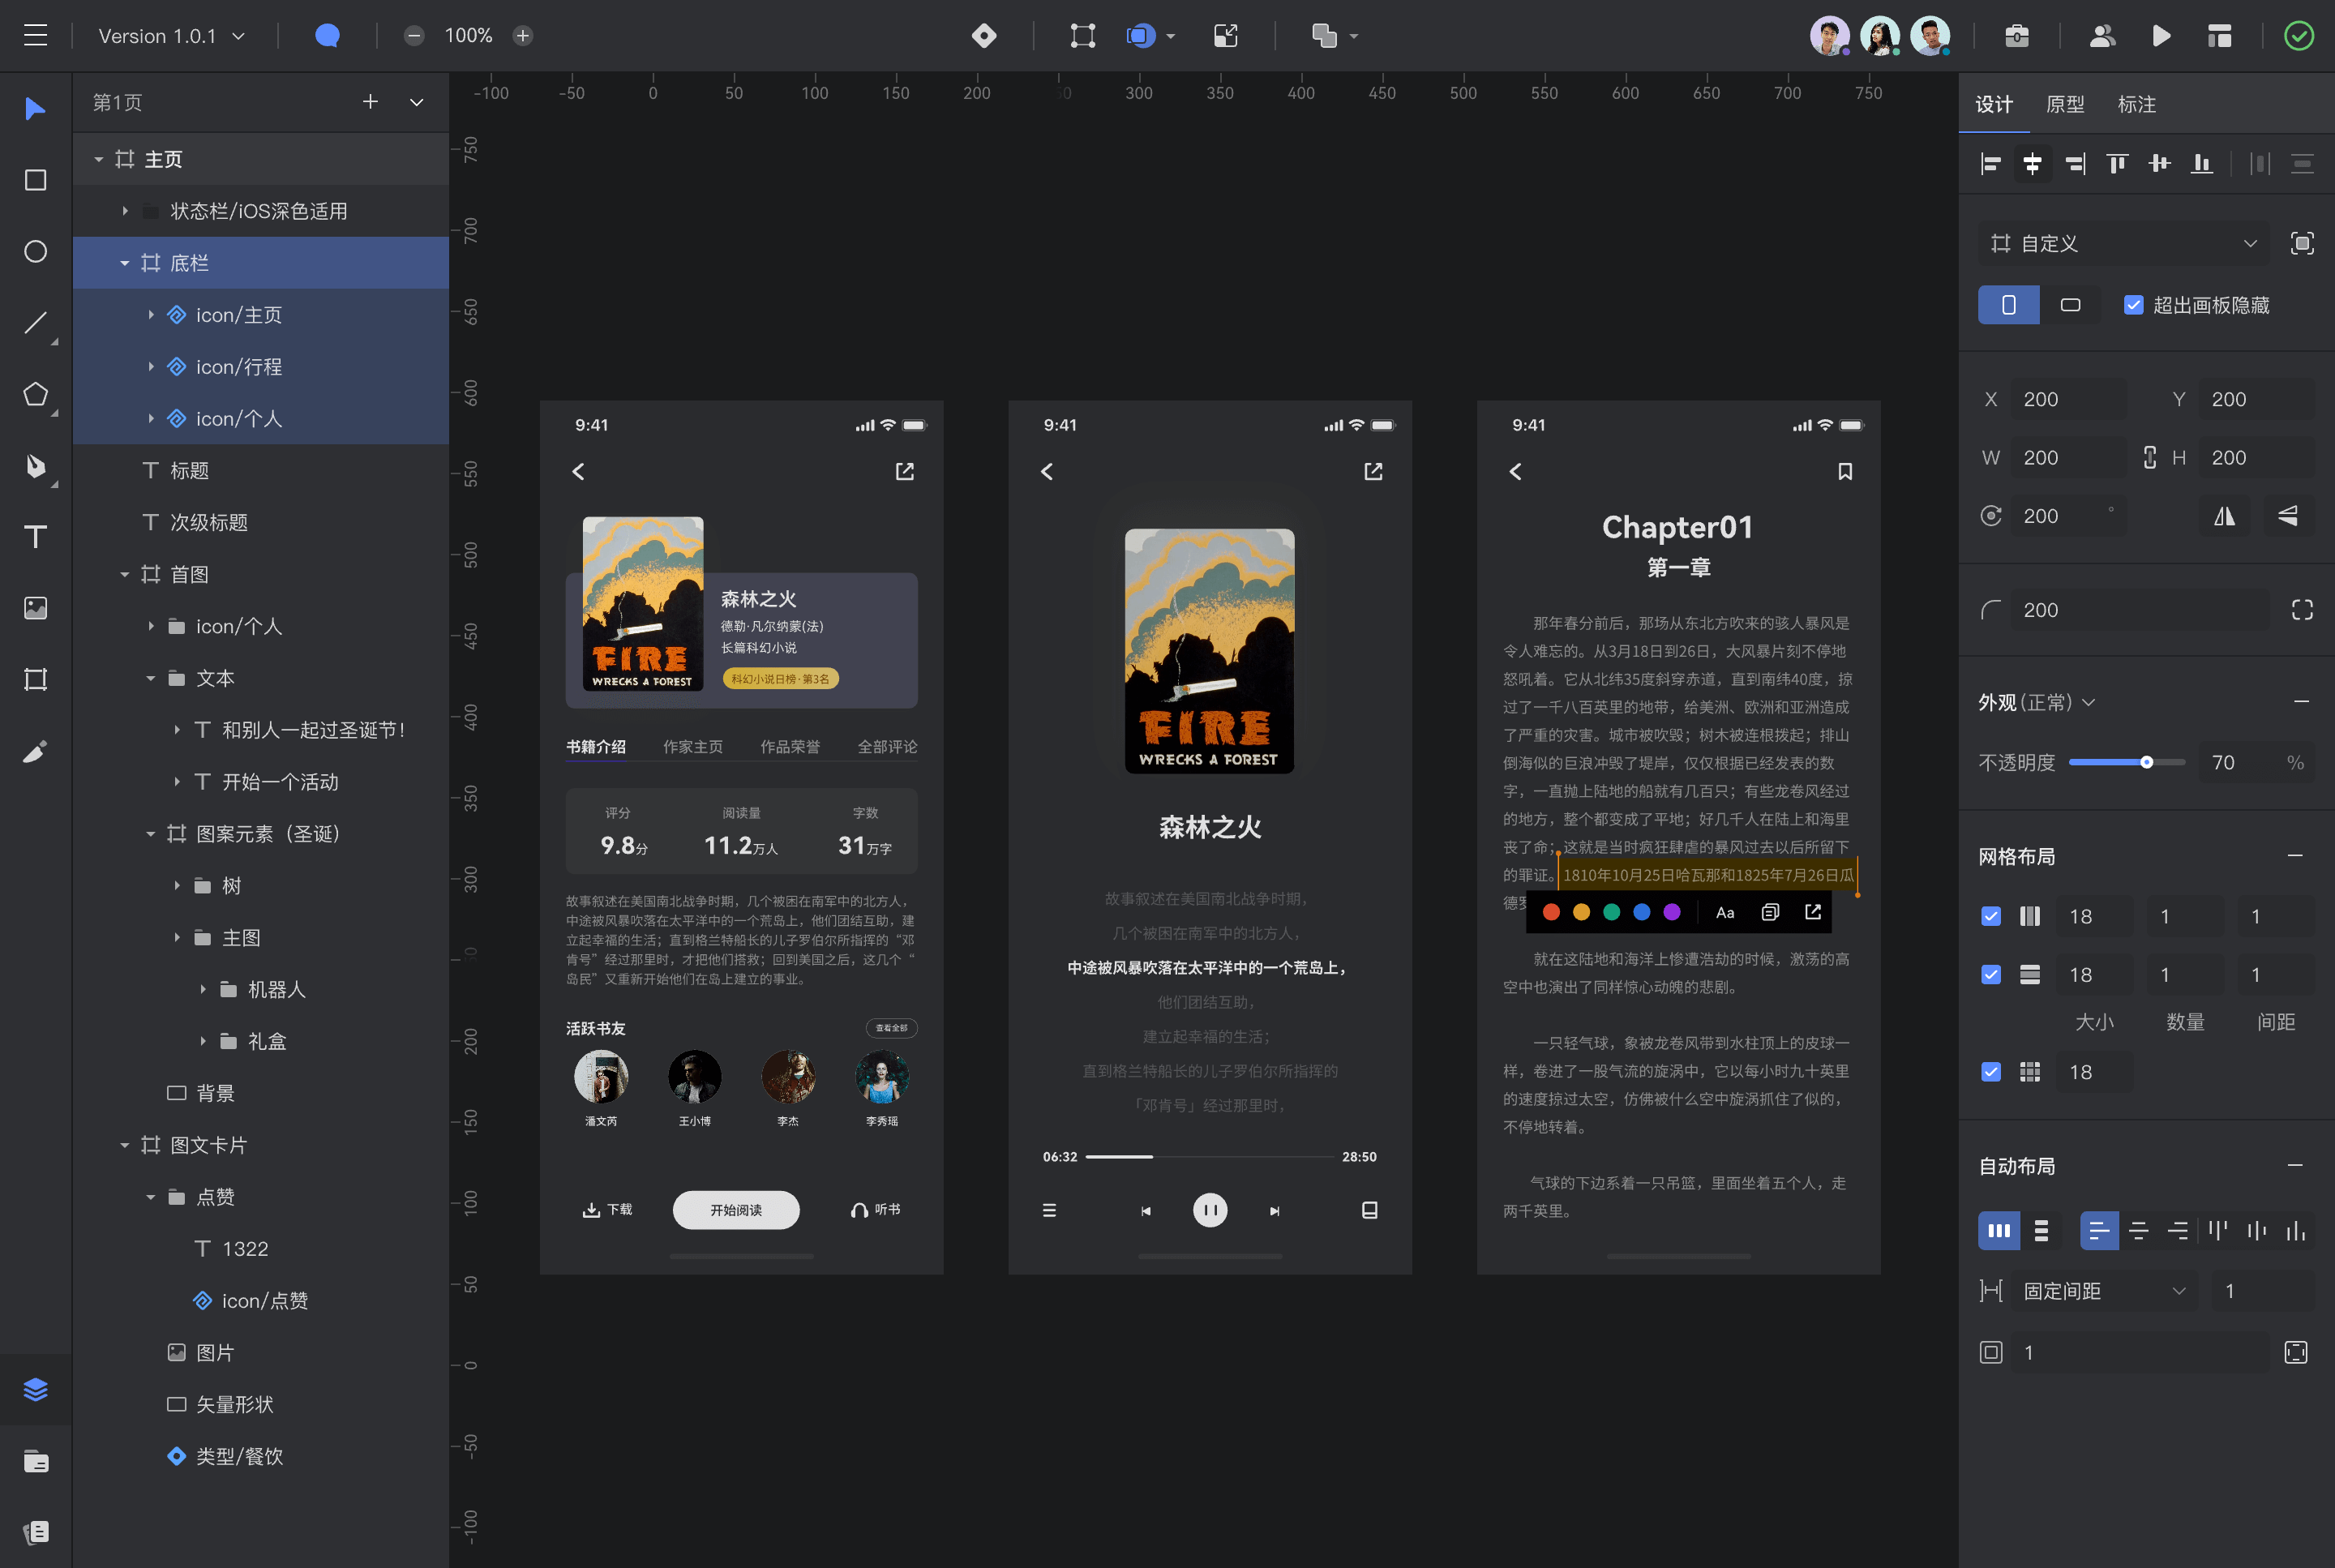 Version 1.0.1
100%
第1页
主页
状态栏/iOS深色适用
底栏
icon/主页
icon/行程
icon/个人
标题
次级标题
首图
icon/个人
文本
和别人一起过圣诞节!
开始一个活动
图案元素（圣诞）
树
主图
机器人
礼盒
背景
图文卡片
点赞
1322
icon/点赞
图片
矢量形状
类型/餐饮
-100 -50 0 50 100 150 200 300 350 400 450 500 550 600 650 700 750
750
700
650
600
550
500
450
400
350
300
200
150
100
50
0
-50
-100
9:41
FIRE
WRECKS A FOREST
森林之火
德勒·凡尔纳蒙(法)
长篇科幻小说
科幻小说日榜·第3名
书籍介绍 作家主页 作品荣誉 全部评论
评分 阅读量 字数
9.8分 11.2万人 31万字
故事叙述在美国南北战争时期，几个被困在南军中的北方人，
中途被风暴吹落在太平洋中的一个荒岛上，他们团结互助，建
立起幸福的生活；直到格兰特船长的儿子罗伯尔所指挥的“邓
肯号”经过那里时，才把他们搭救；回到美国之后，这几个“
岛民”又重新开始他们在岛上建立的事业。
活跃书友
查看全部
潘文芮 王小博 李杰 李秀瑶
下载 开始阅读 听书
9:41
FIRE
WRECKS A FOREST
森林之火
故事叙述在美国南北战争时期，
几个被困在南军中的北方人，
中途被风暴吹落在太平洋中的一个荒岛上，
他们团结互助，
建立起幸福的生活；
直到格兰特船长的儿子罗伯尔所指挥的
「邓肯号」经过那里时，
06:32 28:50
9:41
Chapter01
第一章
那年春分前后，那场从东北方吹来的骇人暴风是
令人难忘的。从3月18日到26日，大风暴片刻不停地
怒吼着。它从北纬35度斜穿赤道，直到南纬40度，掠
过了一千八百英里的地带，给美洲、欧洲和亚洲造成
了严重的灾害。城市被吹毁；树木被连根拨起；排山
倒海似的巨浪冲毁了堤岸，仅仅根据已经发表的数
字，一直抛上陆地的船就有几百只；有些龙卷风经过
的地方，整个都变成了平地；好几千人在陆上和海里
丧了命；这就是当时疯狂肆虐的暴风过去以后所留下
的罪证。1810年10月25日哈瓦那和1825年7月26日瓜
德罗
Aa
就在这陆地和海洋上惨遭浩劫的时候，激荡的高
空中也演出了同样惊心动魄的悲剧。
一只轻气球，象被龙卷风带到水柱顶上的皮球一
样，卷进了一股气流的旋涡中，它以每小时九十英里
的速度掠过太空，仿佛被什么空中旋涡抓住了似的，
不停地转着。
气球的下边系着一只吊篮，里面坐着五个人，走
两千英里。
设计 原型 标注
自定义
超出画板隐藏
X 200 Y 200
W 200 H 200
200 °
200
外观(正常)
不透明度 70 %
网格布局
18 1 1
18 1 1
大小 数量 间距
18
自动布局
固定间距 1
1